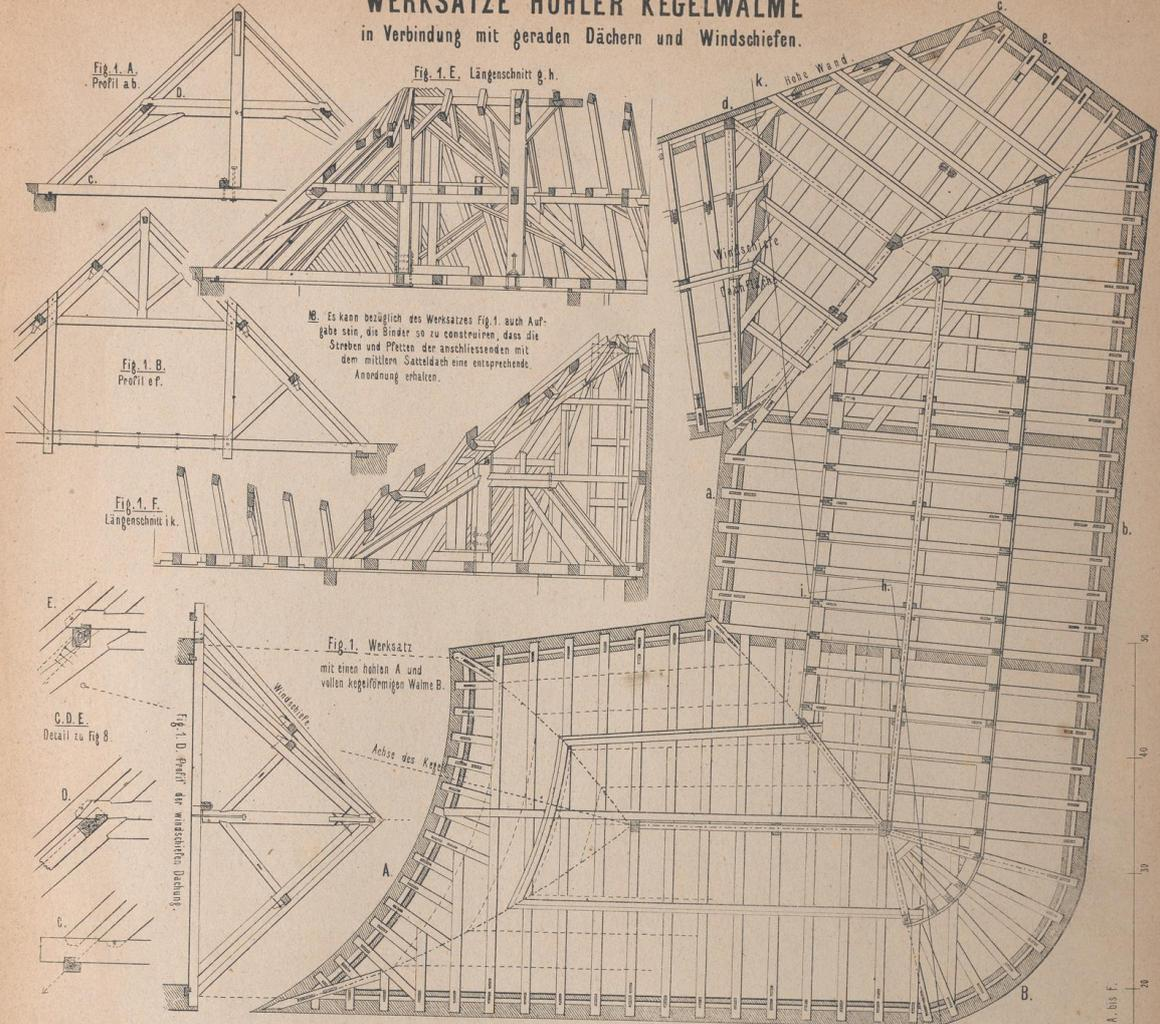 WERKSÄTZE HOHLER KEGELWALME
in Verbindung mit geraden Dächern und Windschiefen.
Fig. 1. A.
Profil ab.
D.
C.
Fig. 1. E. Längenschnitt g. h.
k.
Hohe Wand.
d.
c.
e.
Windschiefe
Dachfläche
f.
Fig. 1. B.
Profil ef.
NB. Es kann bezüglich des Werksatzes Fig. 1. auch Auf-
gabe sein, die Binder so zu construiren, dass die
Streben und Pfetten der anschliessenden mit
dem mittlern Satteldach eine entsprechende
Anordnung erhalten.
Fig. 1. F.
Längenschnitt i k.
a.
b.
i.
h.
E.
C. D. E.
Detail zu Fig 8.
D.
C.
Fig. 1. D. Profil der windschiefen Dachung.
Windschiefe.
Fig. 1. Werksatz
mit einen hohlen A und
vollen kegelförmigen Walme B.
Achse des Kegel
A.
B.
50
40
30
20
A. bis F.